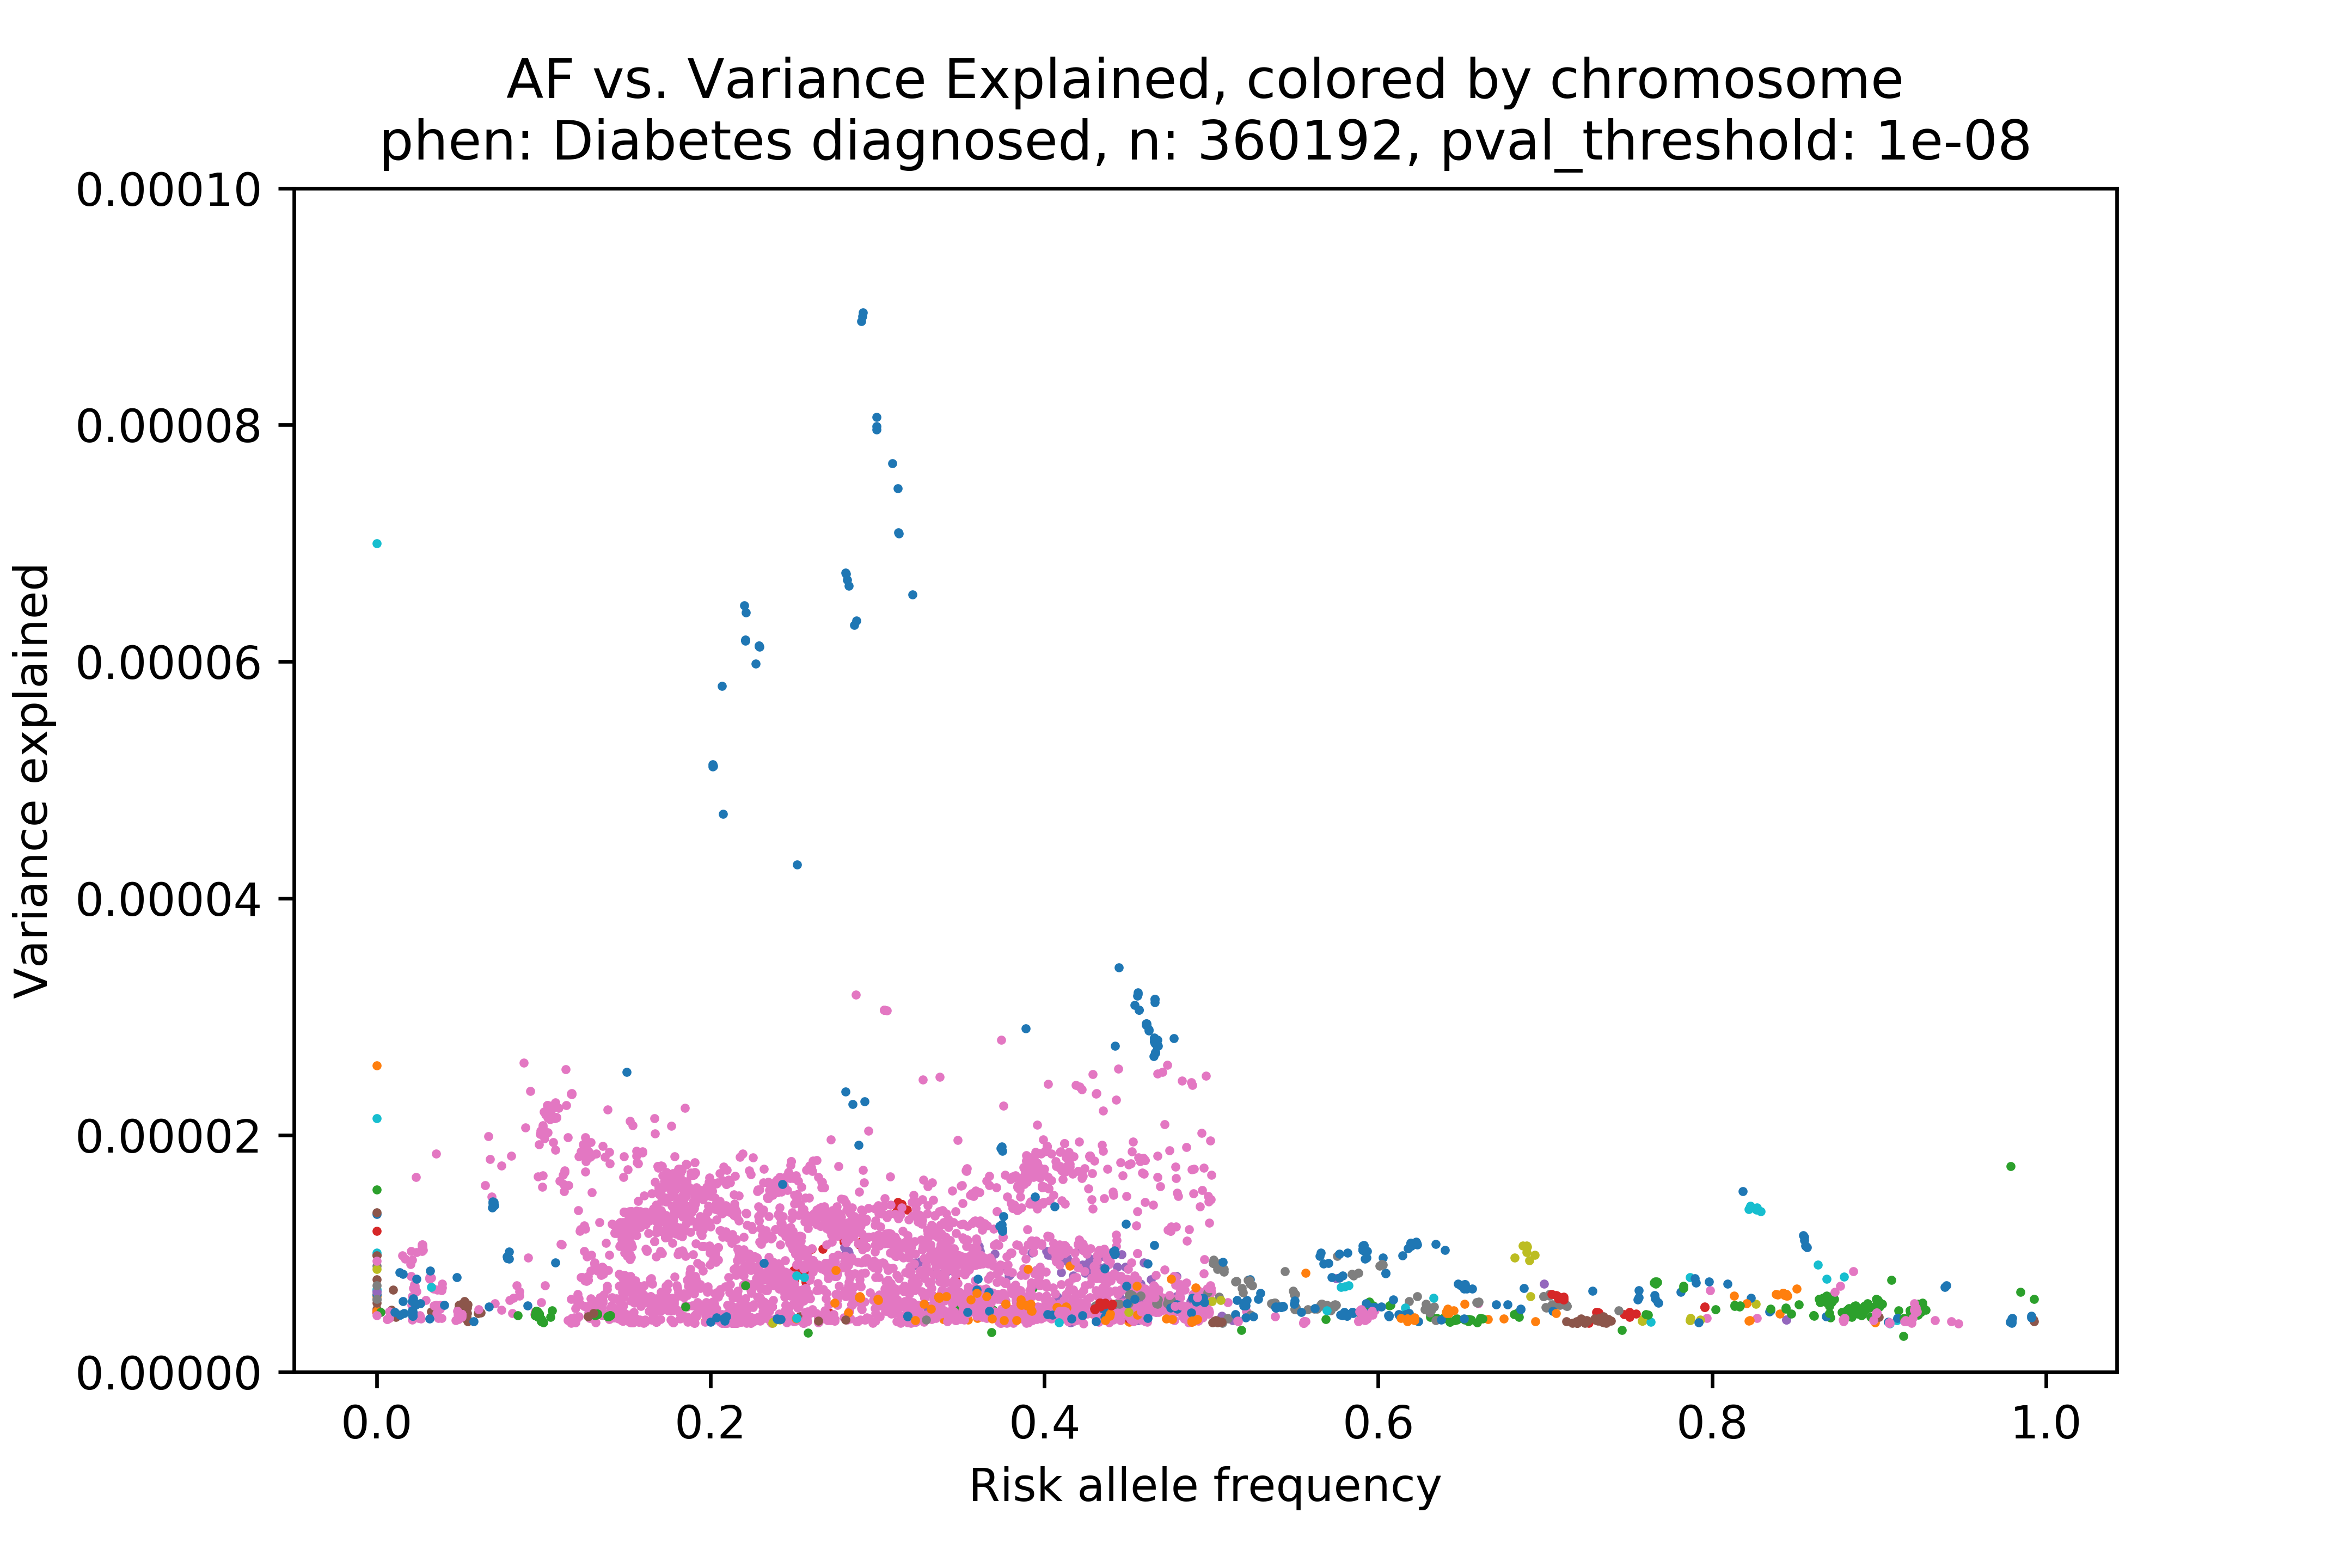 AF vs. Variance Explained, colored by chromosome
phen: Diabetes diagnosed, n: 360192, pval_threshold: 1e-08
0.00010
0.00008
0.00006
0.00004
0.00002
0.00000
Variance explained
0.0 0.2 0.4 0.6 0.8 1.0
Risk allele frequency